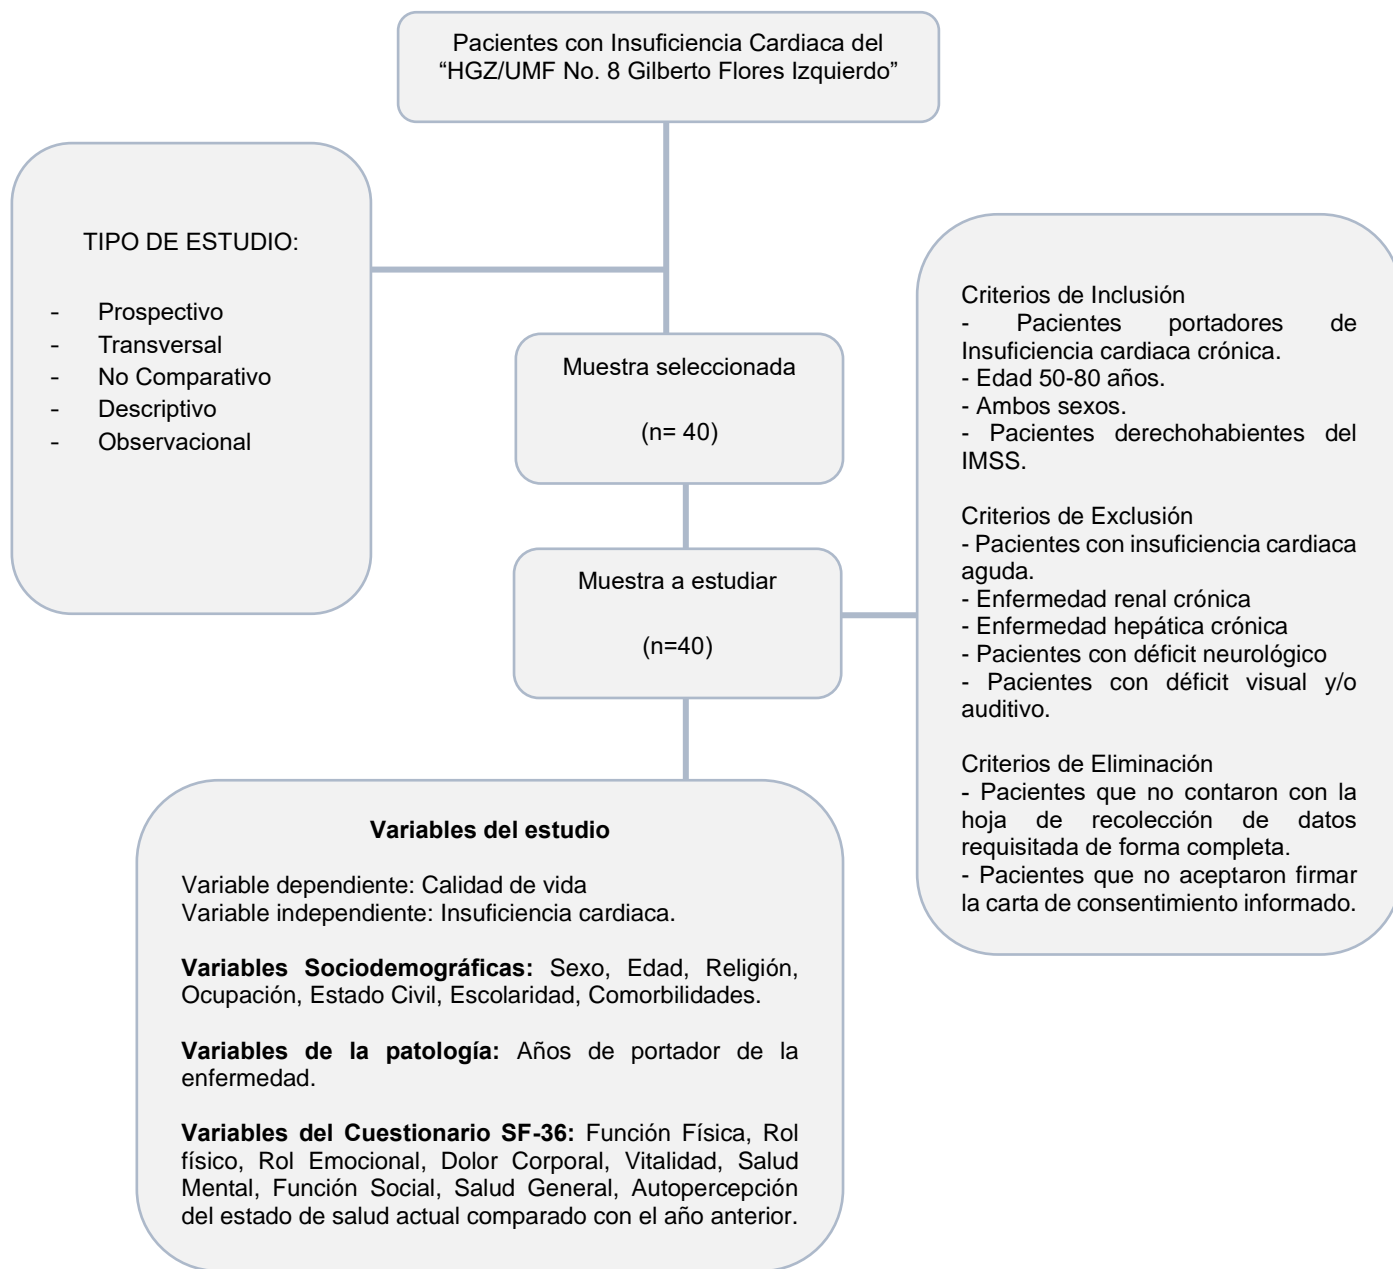 Pacientes con Insuficiencia Cardiaca del
“HGZ/UMF No. 8 Gilberto Flores Izquierdo”
TIPO DE ESTUDIO:
- Prospectivo
- Transversal
- No Comparativo
- Descriptivo
- Observacional
Muestra seleccionada
(n= 40)
Muestra a estudiar
(n=40)
Criterios de Inclusión
- Pacientes portadores de
Insuficiencia cardiaca crónica.
- Edad 50-80 años.
- Ambos sexos.
- Pacientes derechohabientes del
IMSS.
Criterios de Exclusión
- Pacientes con insuficiencia cardiaca
aguda.
- Enfermedad renal crónica
- Enfermedad hepática crónica
- Pacientes con déficit neurológico
- Pacientes con déficit visual y/o
auditivo.
Criterios de Eliminación
- Pacientes que no contaron con la
hoja de recolección de datos
requisitada de forma completa.
- Pacientes que no aceptaron firmar
la carta de consentimiento informado.
Variables del estudio
Variable dependiente: Calidad de vida
Variable independiente: Insuficiencia cardiaca.
Variables Sociodemográficas: Sexo, Edad, Religión,
Ocupación, Estado Civil, Escolaridad, Comorbilidades.
Variables de la patología: Años de portador de la
enfermedad.
Variables del Cuestionario SF-36: Función Física, Rol
físico, Rol Emocional, Dolor Corporal, Vitalidad, Salud
Mental, Función Social, Salud General, Autopercepción
del estado de salud actual comparado con el año anterior.